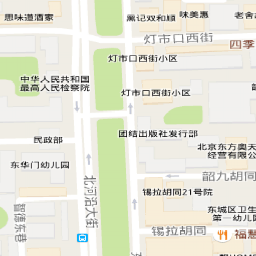 思味道酒家
黑记双和顺
味美惠
老舍
灯市口西街
四季
灯市口西街小区
中华人民共和国
最高人民检察院
灯市口西街小区
团结出版社发行部
民政部
北京东方奥天
经营有限公
东华门幼儿园
韶九胡同
北河沿大街
智德东巷
锡拉胡同21号院
东城区卫生
第一幼儿
锡拉胡同
福慧